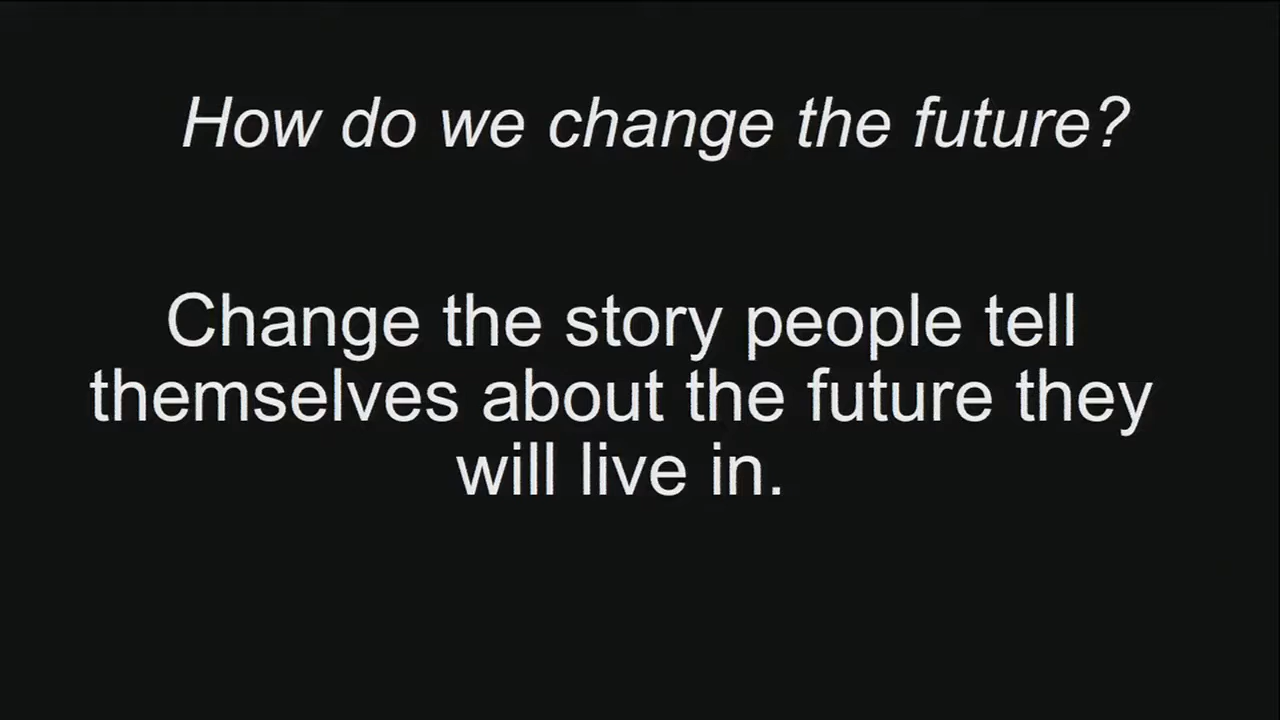 How do we change the future?
Change the story people tell
themselves about the future they
will live in.